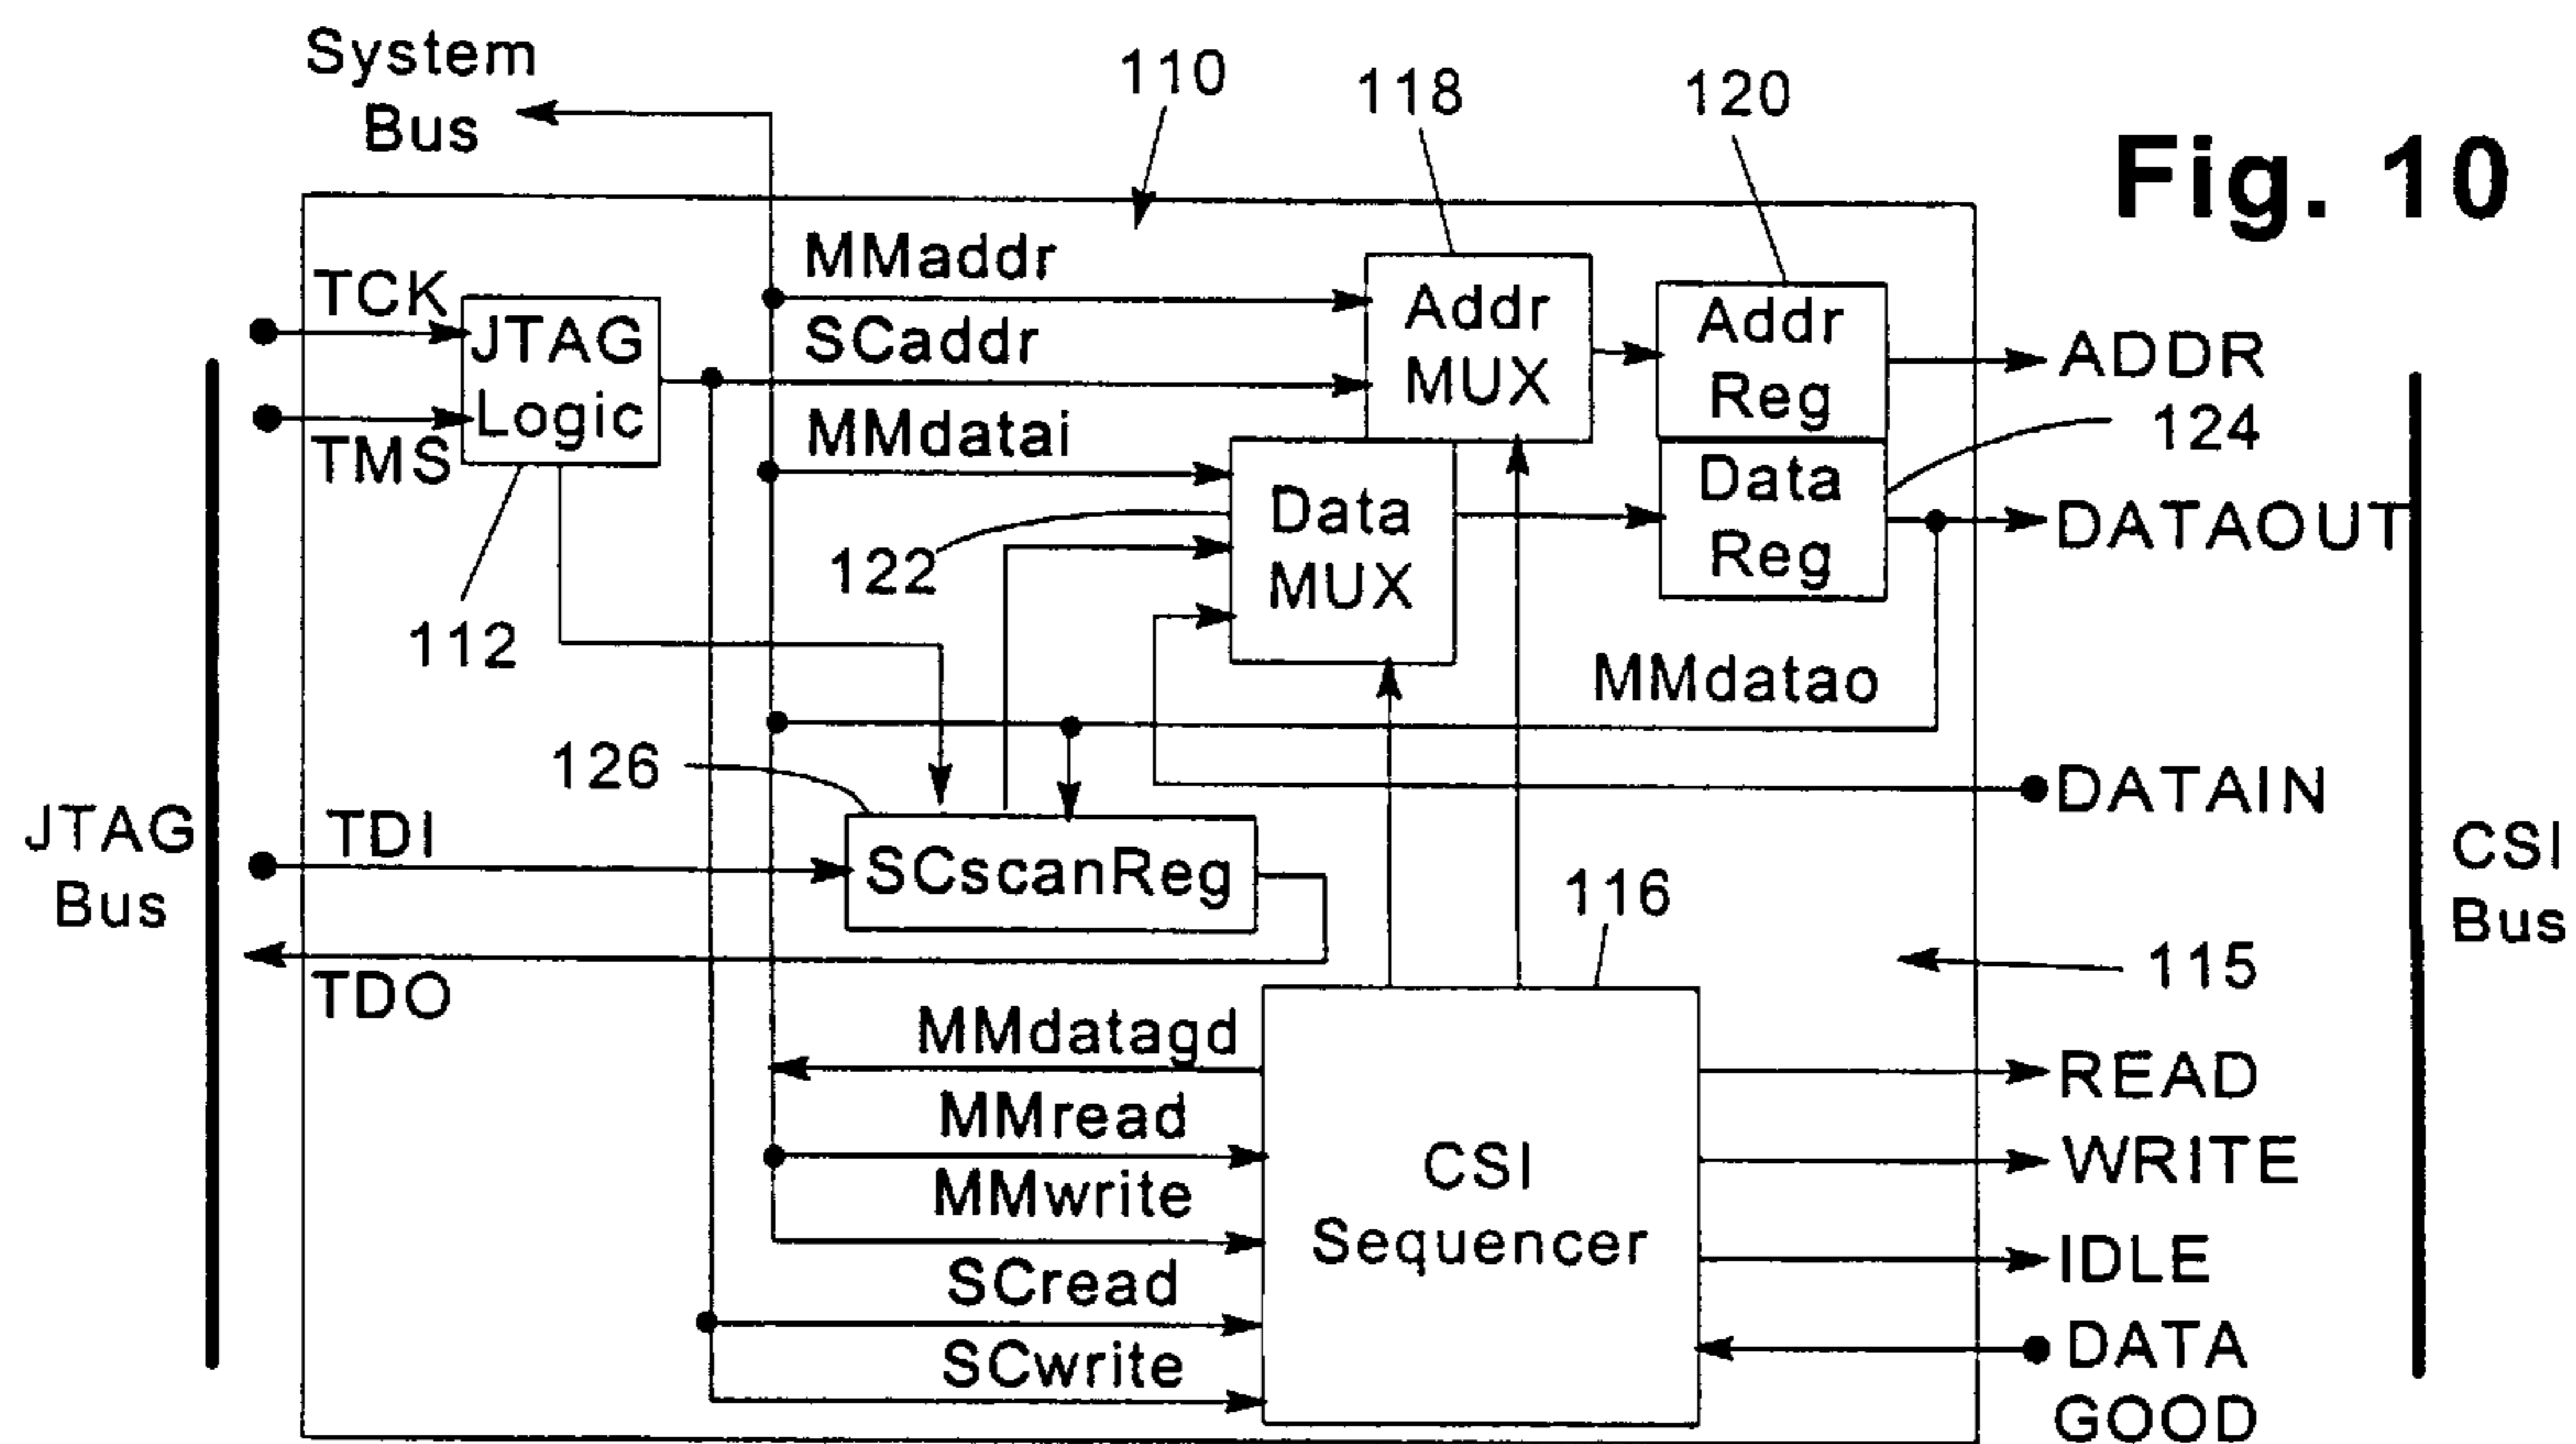 System
Bus
110
118
120
Fig. 10
MMaddr
TCK
JTAG
Logic
SCaddr
Addr
MUX
Addr
Reg
ADDR
TMS
MMdatai
124
Data
MUX
Data
Reg
DATAOUT
122
112
MMdatao
126
DATAIN
JTAG
Bus
TDI
SCscanReg
CSI
Bus
116
TDO
115
MMdatagd
READ
MMread
CSI
Sequencer
WRITE
MMwrite
IDLE
SCread
DATA
GOOD
SCwrite